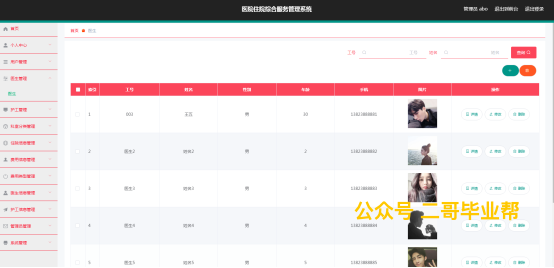 医院住院综合服务管理系统
管理员 abo 退出到前台 退出登录
首页
首页 医生
个人中心
用户管理
医生管理
医生
护士管理
科室分类管理
住院信息管理
费用信息管理
费用类型管理
医生信息管理
护士信息管理
管理员管理
系统管理
工号 工号 姓名 姓名 查询
索引 工号 姓名 性别 年龄 手机 照片 操作
1 001 王五 男 30 13823888881 详情 修改 删除
2 医生2 姓名2 男 2 13823888882 详情 修改 删除
3 医生3 姓名3 男 3 13823888883 详情 修改 删除
4 医生4 姓名4 男 4 13823888884 详情 修改 删除
5 医生5 姓名5 男 5 13823888885 详情 修改 删除
公众号 二哥毕业帮